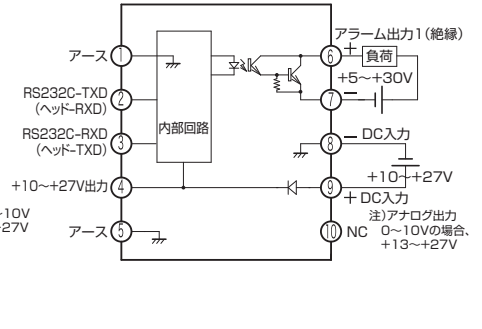 アラーム出力1(絶縁)
アース ① ⑥ + 負荷
+5〜+30V
RS232C-TXD
(ヘッド-RXD) ② ⑦ −
内部回路
RS232C-RXD
(ヘッド-TXD) ③ ⑧ − DC入力
+10〜+27V
+10〜+27V出力 ④ ⑨
+ DC入力
〜10V
27V
アース ⑤ ⑩ NC
注)アナログ出力
0〜10Vの場合、
+13〜+27V